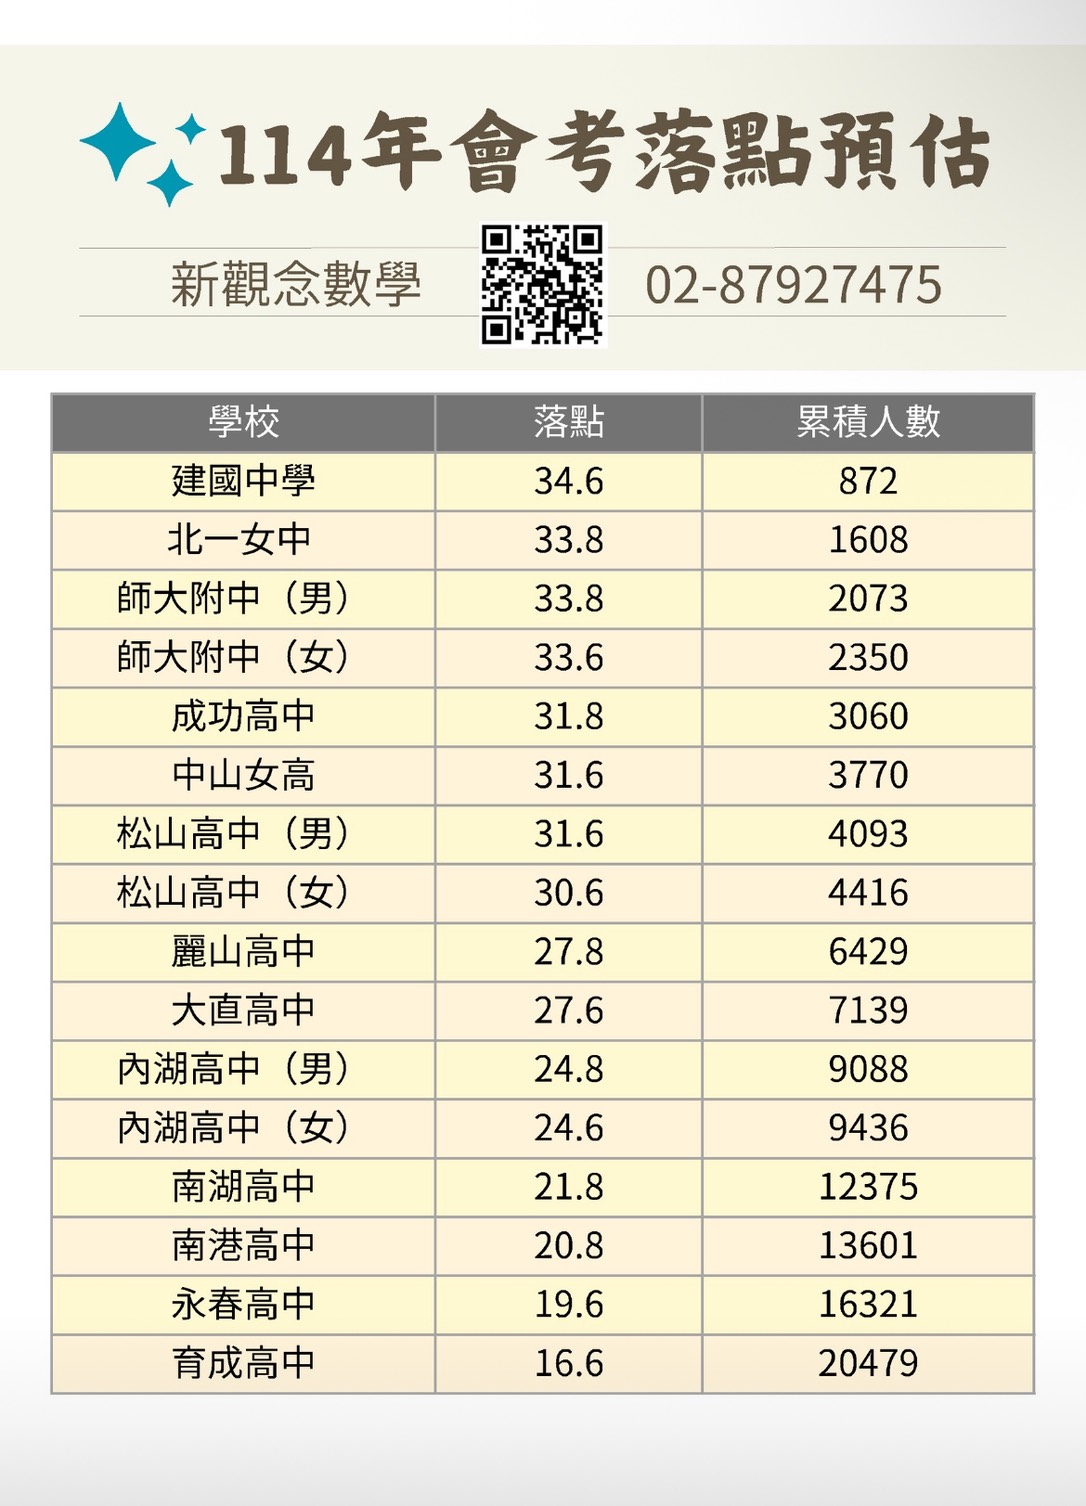 114年會考落點預估
新觀念數學 02-87927475
學校 落點 累積人數
建國中學 34.6 872
北一女中 33.8 1608
師大附中（男） 33.8 2073
師大附中（女） 33.6 2350
成功高中 31.8 3060
中山女高 31.6 3770
松山高中（男） 31.6 4093
松山高中（女） 30.6 4416
麗山高中 27.8 6429
大直高中 27.6 7139
內湖高中（男） 24.8 9088
內湖高中（女） 24.6 9436
南湖高中 21.8 12375
南港高中 20.8 13601
永春高中 19.6 16321
育成高中 16.6 20479